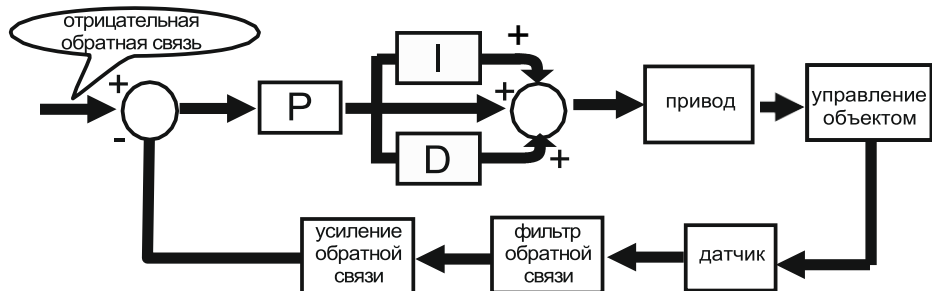 отрицательная
обратная связь
+
-
P
I
D
+
+
+
привод
управление
объектом
усиление
обратной
связи
фильтр
обратной
связи
датчик